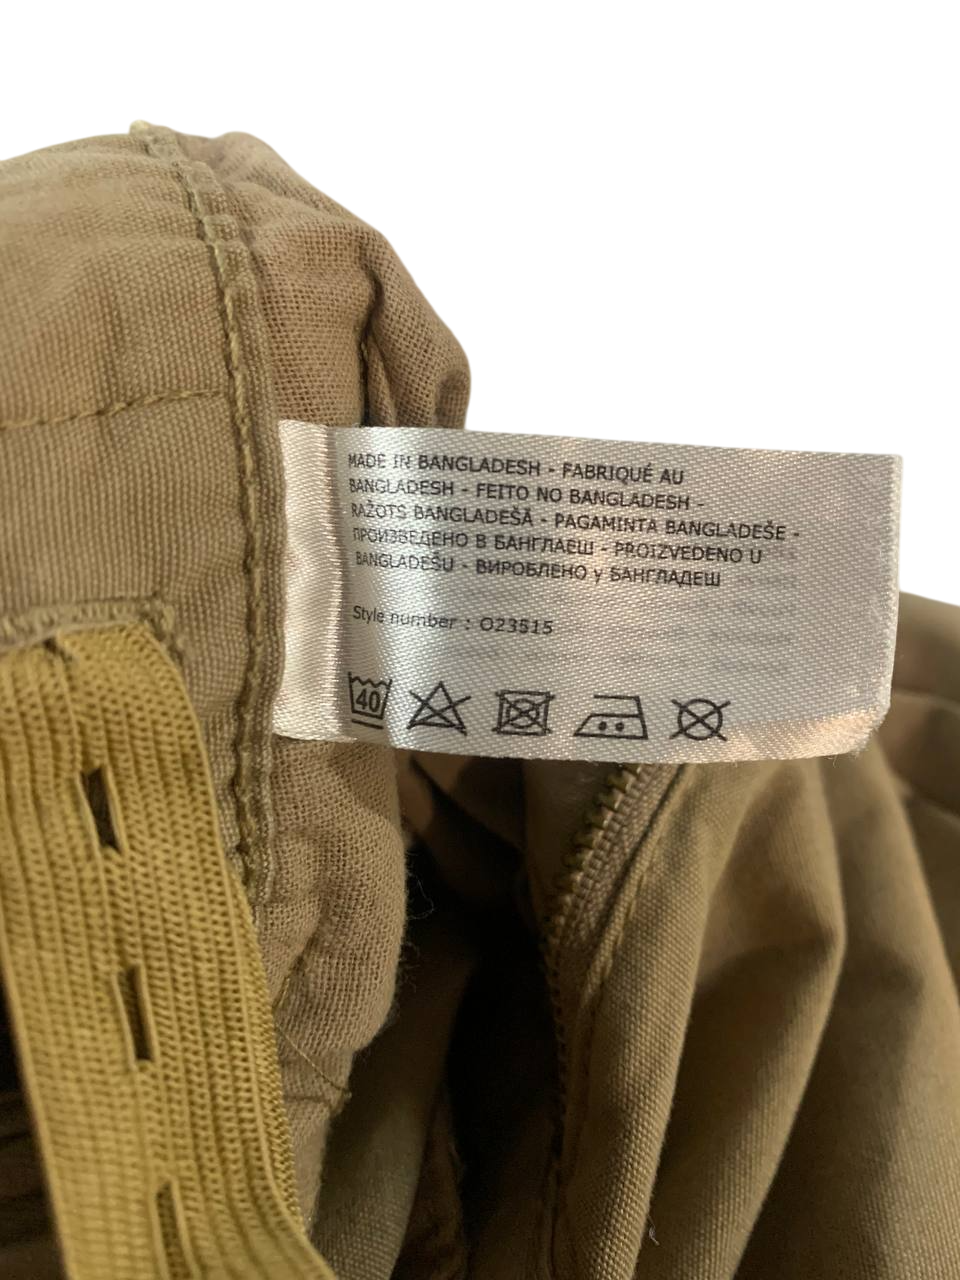 MADE IN BANGLADESH - FABRIQUÉ AU
BANGLADESH - FEITO NO BANGLADESH -
RAŽOTS BANGLADEŠĀ - PAGAMINTA BANGLADEŠE -
ПРОИЗВЕДЕНО В БАНГЛАЕШ - PROIZVEDENO U
BANGLADEŠU - ВИРОБЛЕНО у БАНГЛАДЕШ
Style number : O23515
40